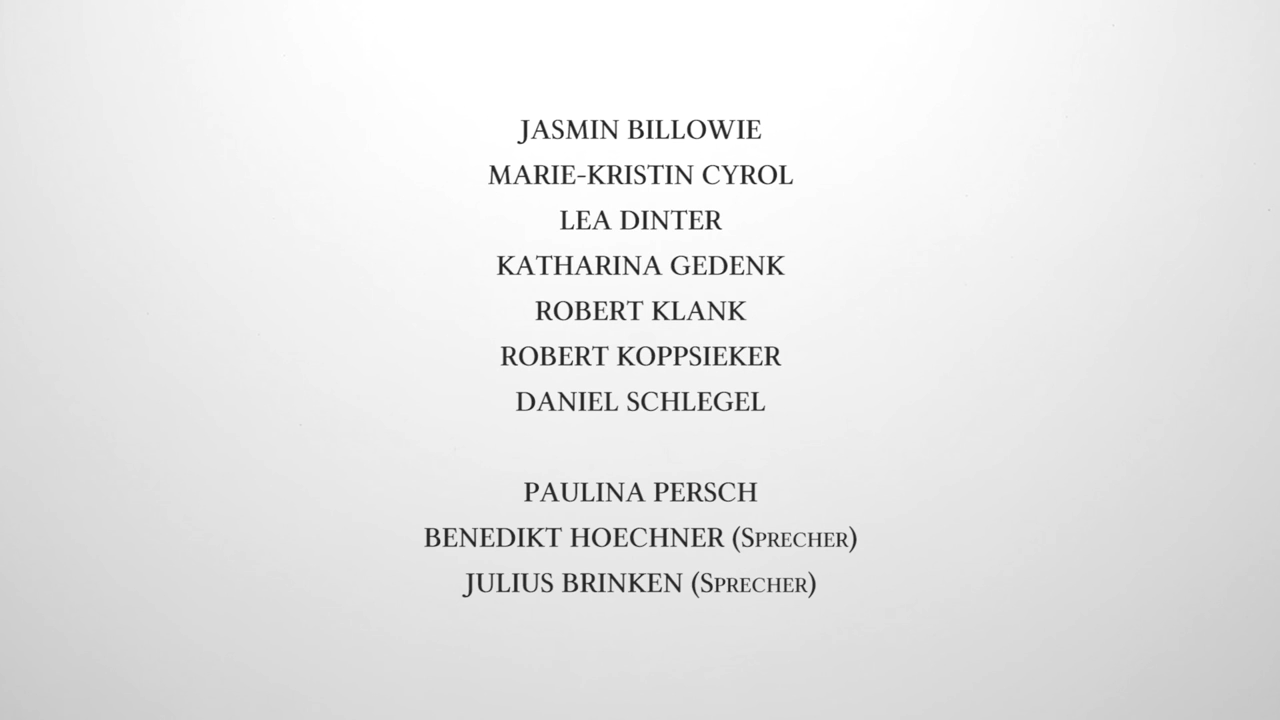 JASMIN BILLOWIE
MARIE-KRISTIN CYROL
LEA DINTER
KATHARINA GEDENK
ROBERT KLANK
ROBERT KOPPSIEKER
DANIEL SCHLEGEL
PAULINA PERSCH
BENEDIKT HOECHNER (SPRECHER)
JULIUS BRINKEN (SPRECHER)